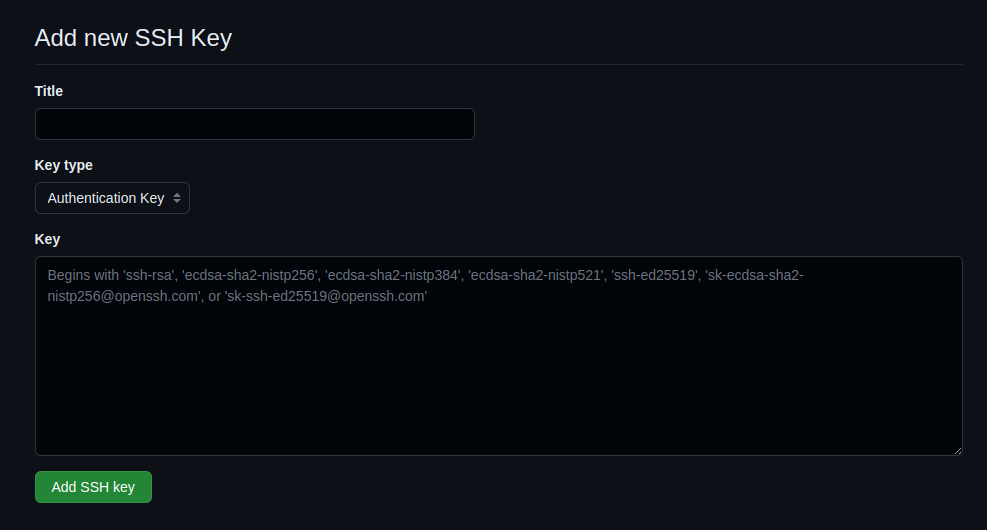 Add new SSH Key
Title
Key type
Authentication Key
Key
Begins with 'ssh-rsa', 'ecdsa-sha2-nistp256', 'ecdsa-sha2-nistp384', 'ecdsa-sha2-nistp521', 'ssh-ed25519', 'sk-ecdsa-sha2-
nistp256@openssh.com', or 'sk-ssh-ed25519@openssh.com'
Add SSH key